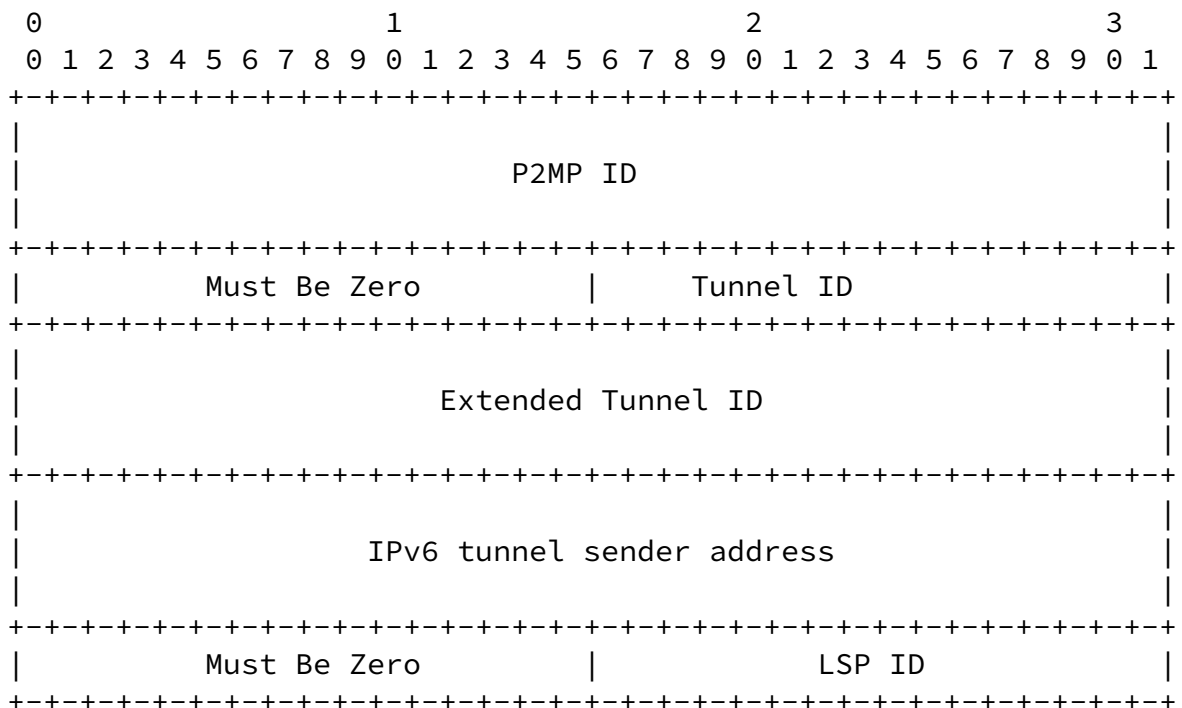 0                   1                   2                   3
 0 1 2 3 4 5 6 7 8 9 0 1 2 3 4 5 6 7 8 9 0 1 2 3 4 5 6 7 8 9 0 1
+-+-+-+-+-+-+-+-+-+-+-+-+-+-+-+-+-+-+-+-+-+-+-+-+-+-+-+-+-+-+-+-+
|                                                               |
|                           P2MP ID                             |
|                                                               |
+-+-+-+-+-+-+-+-+-+-+-+-+-+-+-+-+-+-+-+-+-+-+-+-+-+-+-+-+-+-+-+-+
|          Must Be Zero         |     Tunnel ID                 |
+-+-+-+-+-+-+-+-+-+-+-+-+-+-+-+-+-+-+-+-+-+-+-+-+-+-+-+-+-+-+-+-+
|                                                               |
|                       Extended Tunnel ID                      |
|                                                               |
+-+-+-+-+-+-+-+-+-+-+-+-+-+-+-+-+-+-+-+-+-+-+-+-+-+-+-+-+-+-+-+-+
|                                                               |
|                   IPv6 tunnel sender address                  |
|                                                               |
+-+-+-+-+-+-+-+-+-+-+-+-+-+-+-+-+-+-+-+-+-+-+-+-+-+-+-+-+-+-+-+-+
|          Must Be Zero         |            LSP ID             |
+-+-+-+-+-+-+-+-+-+-+-+-+-+-+-+-+-+-+-+-+-+-+-+-+-+-+-+-+-+-+-+-+